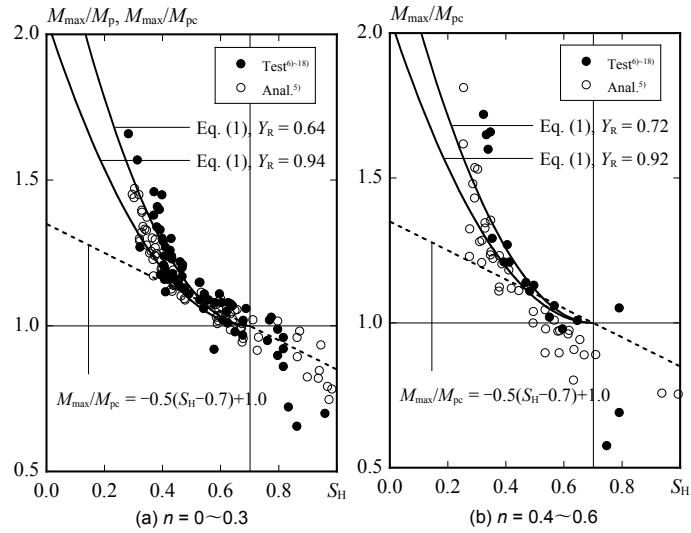 M_max/M_p, M_max/M_pc
2.0
Test⁶⁾~¹⁸⁾
Anal.⁵⁾
Eq. (1), Y_R = 0.64
Eq. (1), Y_R = 0.94
1.5
1.0
M_max/M_pc = −0.5(S_H−0.7)+1.0
0.5
0.0 0.2 0.4 0.6 0.8 S_H
(a) n = 0~0.3
M_max/M_pc
2.0
Test⁶⁾~¹⁸⁾
Anal.⁵⁾
Eq. (1), Y_R = 0.72
Eq. (1), Y_R = 0.92
1.5
1.0
M_max/M_pc = −0.5(S_H−0.7)+1.0
0.5
0.0 0.2 0.4 0.6 0.8 S_H
(b) n = 0.4~0.6